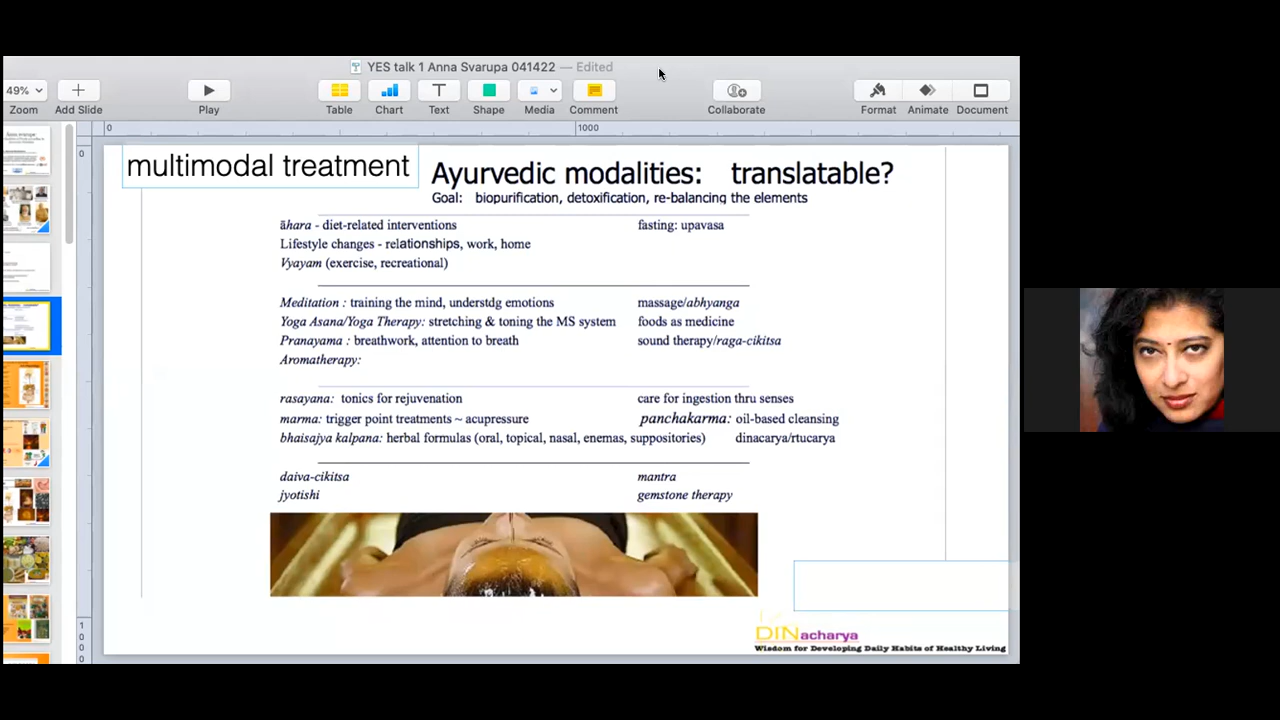 YES talk 1 Anna Svarupa 041422 — Edited
49%
Zoom
Add Slide
Play
Table
Chart
Text
Shape
Media
Comment
Collaborate
Format
Animate
Document
0
1000
0
multimodal treatment
Ayurvedic modalities: translatable?
Goal: biopurification, detoxification, re-balancing the elements
āhara - diet-related interventions
fasting: upavasa
Lifestyle changes - relationships, work, home
Vyayam (exercise, recreational)
Meditation : training the mind, understdg emotions
massage/abhyanga
Yoga Asana/Yoga Therapy: stretching & toning the MS system
foods as medicine
Pranayama : breathwork, attention to breath
sound therapy/raga-cikitsa
Aromatherapy:
rasayana: tonics for rejuvenation
care for ingestion thru senses
marma: trigger point treatments ~ acupressure
panchakarma: oil-based cleansing
bhaisajya kalpana: herbal formulas (oral, topical, nasal, enemas, suppositories)
dinacarya/rtucarya
daiva-cikitsa
mantra
jyotishi
gemstone therapy
1000
DINacharya
Wisdom for Developing Daily Habits of Healthy Living